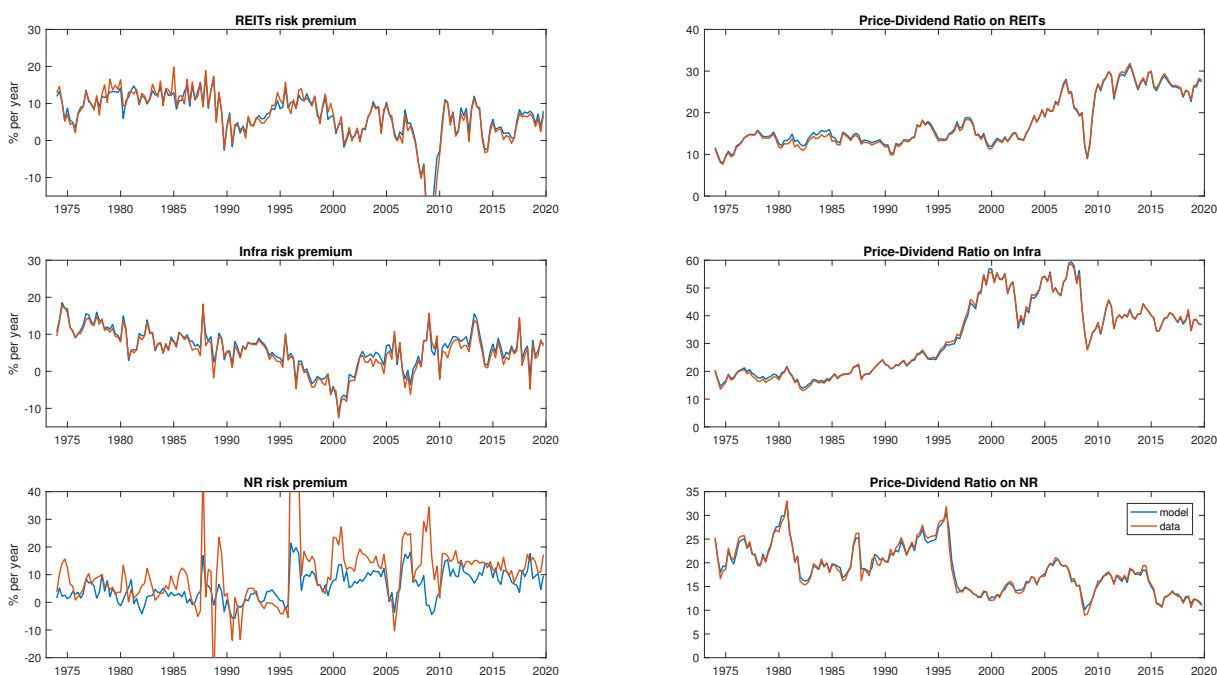 REITs risk premium
30
20
10
0
-10
% per year
1975 1980 1985 1990 1995 2000 2005 2010 2015 2020
Price-Dividend Ratio on REITs
40
30
20
10
0
1975 1980 1985 1990 1995 2000 2005 2010 2015 2020
Infra risk premium
30
20
10
0
-10
% per year
1975 1980 1985 1990 1995 2000 2005 2010 2015 2020
Price-Dividend Ratio on Infra
60
50
40
30
20
10
0
1975 1980 1985 1990 1995 2000 2005 2010 2015 2020
NR risk premium
40
30
20
10
0
-10
-20
% per year
1975 1980 1985 1990 1995 2000 2005 2010 2015 2020
Price-Dividend Ratio on NR
35
30
25
20
15
10
5
0
model
data
1975 1980 1985 1990 1995 2000 2005 2010 2015 2020